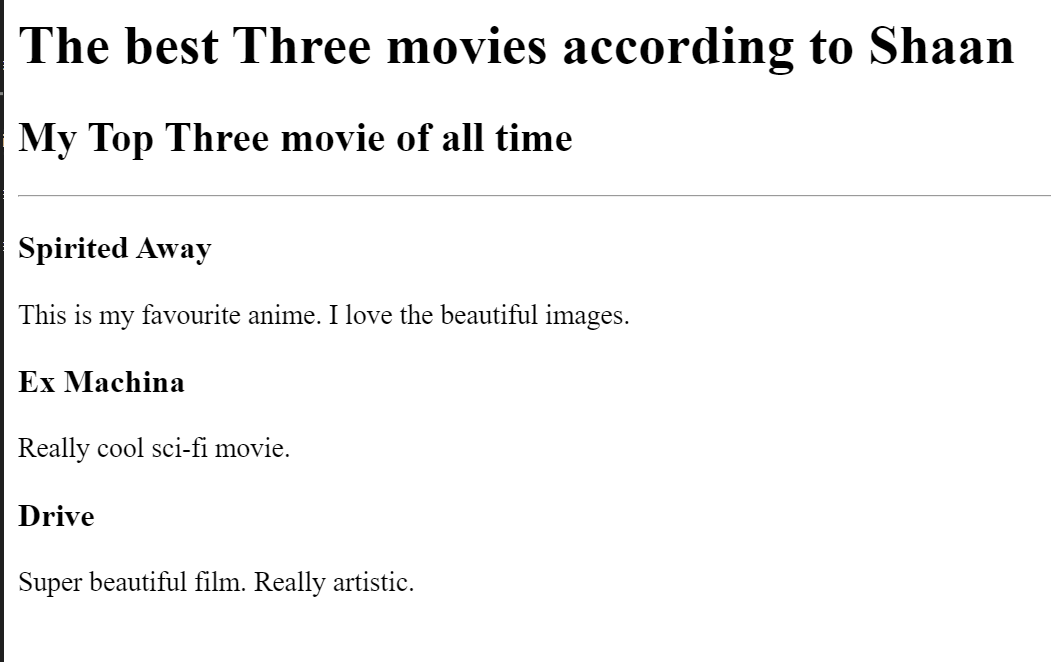 The best Three movies according to Shaan
My Top Three movie of all time
Spirited Away
This is my favourite anime. I love the beautiful images.
Ex Machina
Really cool sci-fi movie.
Drive
Super beautiful film. Really artistic.